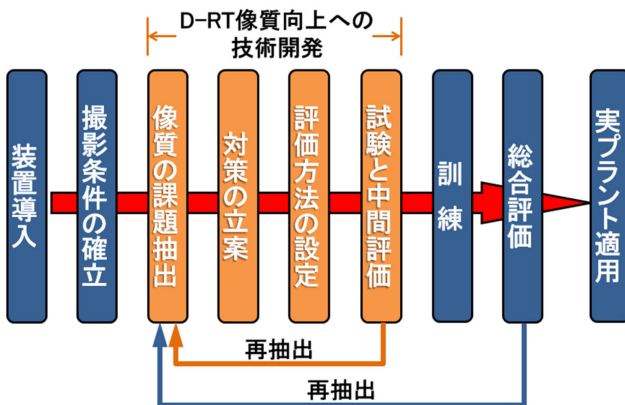 D-RT像質向上への
技術開発
装置導入
撮影条件の確立
像質の課題抽出
対策の立案
評価方法の設定
試験と中間評価
訓練
総合評価
実プラント適用
再抽出
再抽出